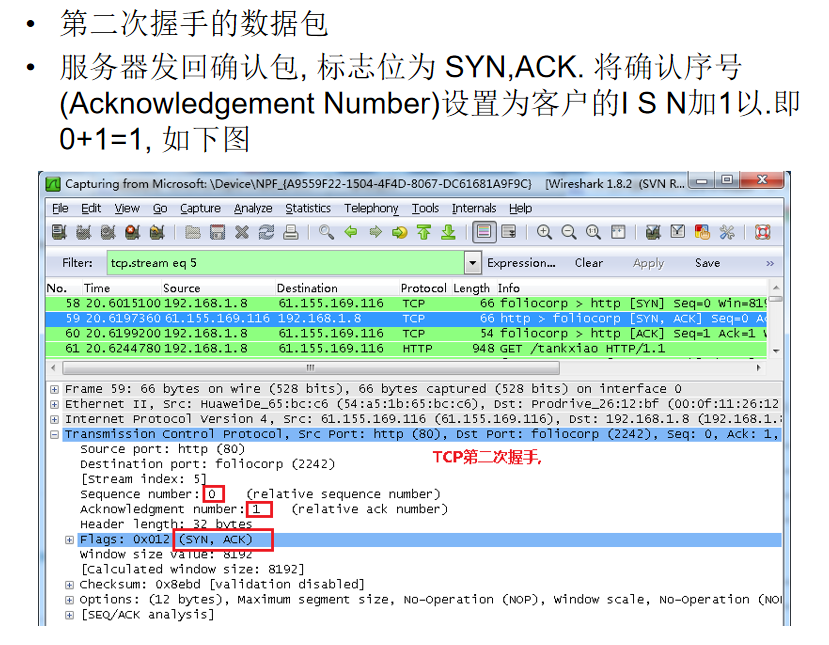 • 第二次握手的数据包
• 服务器发回确认包, 标志位为 SYN,ACK. 将确认序号
(Acknowledgement Number)设置为客户的I S N加1以.即
0+1=1, 如下图
Capturing from Microsoft: \Device\NPF_{A9559F22-1504-4F4D-8067-DC61681A9F9C} [Wireshark 1.8.2 (SVN R...
File Edit View Go Capture Analyze Statistics Telephony Tools Internals Help
Filter: tcp.stream eq 5 Expression... Clear Apply Save »
No. Time Source Destination Protocol Length Info
58 20.6015100 192.168.1.8 61.155.169.116 TCP 66 foliocorp > http [SYN] Seq=0 Win=819
59 20.6197360 61.155.169.116 192.168.1.8 TCP 66 http > foliocorp [SYN, ACK] Seq=0 Ac
60 20.6199200 192.168.1.8 61.155.169.116 TCP 54 foliocorp > http [ACK] Seq=1 Ack=1 W
61 20.6244780 192.168.1.8 61.155.169.116 HTTP 948 GET /tankxiao HTTP/1.1
Frame 59: 66 bytes on wire (528 bits), 66 bytes captured (528 bits) on interface 0
Ethernet II, Src: HuaweiDe_65:bc:c6 (54:a5:1b:65:bc:c6), Dst: Prodrive_26:12:bf (00:0f:11:26:12
Internet Protocol Version 4, Src: 61.155.169.116 (61.155.169.116), Dst: 192.168.1.8 (192.168.1.8
Transmission Control Protocol, Src Port: http (80), Dst Port: foliocorp (2242), Seq: 0, Ack: 1,
Source port: http (80)
TCP第二次握手,
Destination port: foliocorp (2242)
[Stream index: 5]
Sequence number: 0 (relative sequence number)
Acknowledgment number: 1 (relative ack number)
Header length: 32 bytes
Flags: 0x012 (SYN, ACK)
Window size value: 8192
[Calculated window size: 8192]
Checksum: 0x8ebd [validation disabled]
Options: (12 bytes), Maximum segment size, No-Operation (NOP), Window scale, No-Operation (NO
[SEQ/ACK analysis]